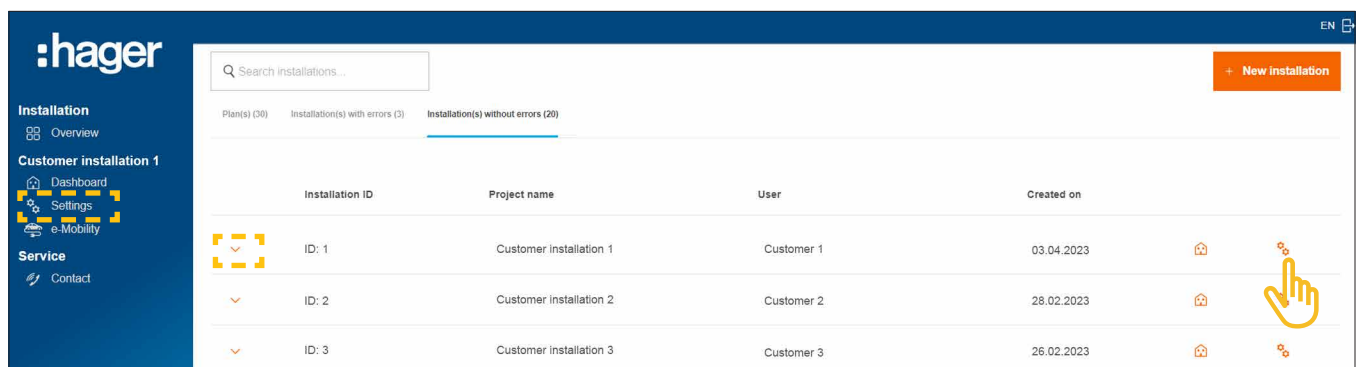 EN
:hager
Search installations...
+ New installation
Installation
Overview
Customer installation 1
Dashboard
Settings
e-Mobility
Service
Contact
Plan(s) (30) Installation(s) with errors (3) Installation(s) without errors (20)
Installation ID Project name User Created on
ID: 1 Customer installation 1 Customer 1 03.04.2023
ID: 2 Customer installation 2 Customer 2 28.02.2023
ID: 3 Customer installation 3 Customer 3 26.02.2023